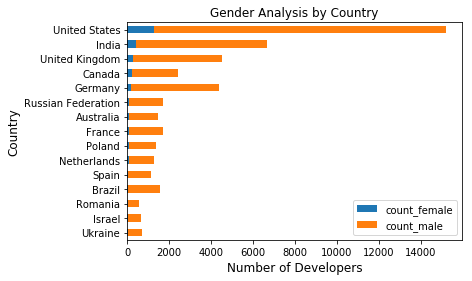 Gender Analysis by Country
Country
United States
India
United Kingdom
Canada
Germany
Russian Federation
Australia
France
Poland
Netherlands
Spain
Brazil
Romania
Israel
Ukraine
count_female
count_male
0 2000 4000 6000 8000 10000 12000 14000
Number of Developers